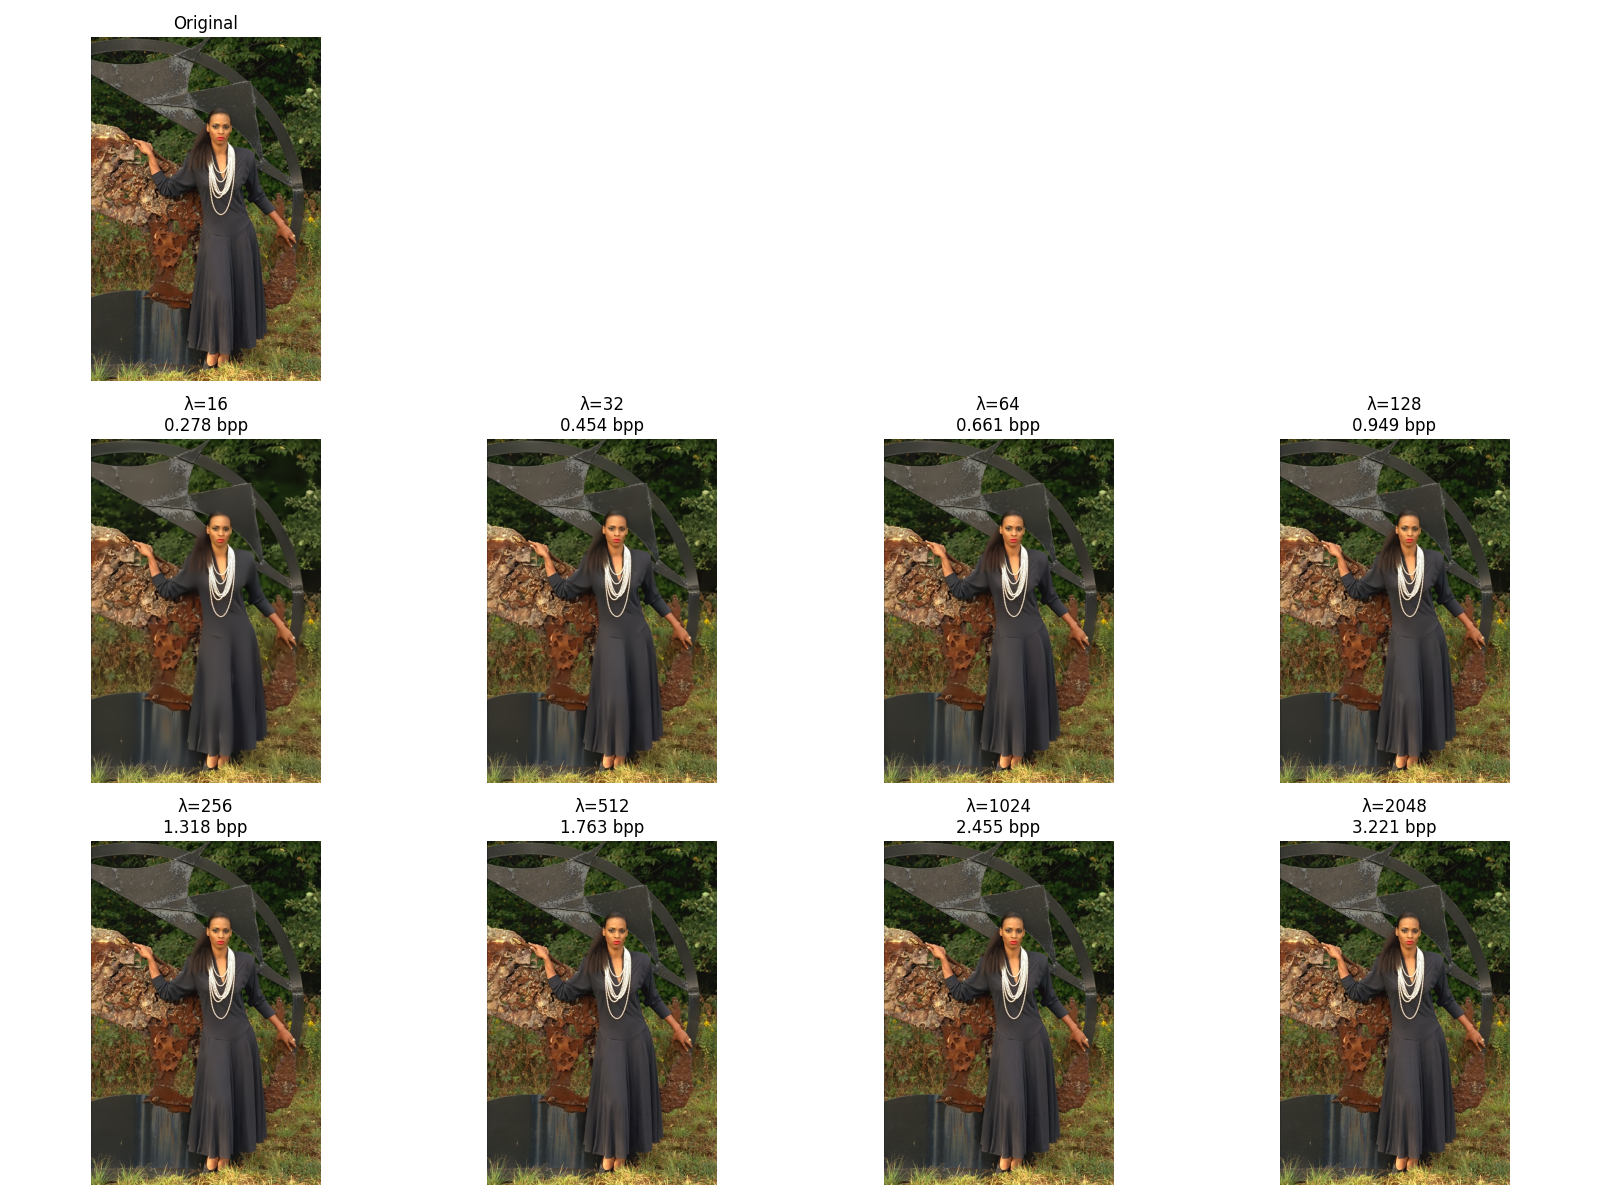 Original
λ=16
0.278 bpp
λ=32
0.454 bpp
λ=64
0.661 bpp
λ=128
0.949 bpp
λ=256
1.318 bpp
λ=512
1.763 bpp
λ=1024
2.455 bpp
λ=2048
3.221 bpp